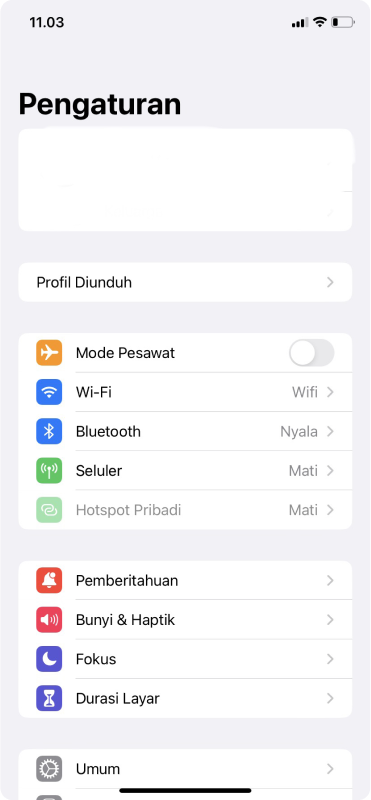 11.03
Pengaturan
Profil Diunduh
Mode Pesawat
Wi-Fi Wifi
Bluetooth Nyala
Seluler Mati
Hotspot Pribadi Mati
Pemberitahuan
Bunyi & Haptik
Fokus
Durasi Layar
Umum